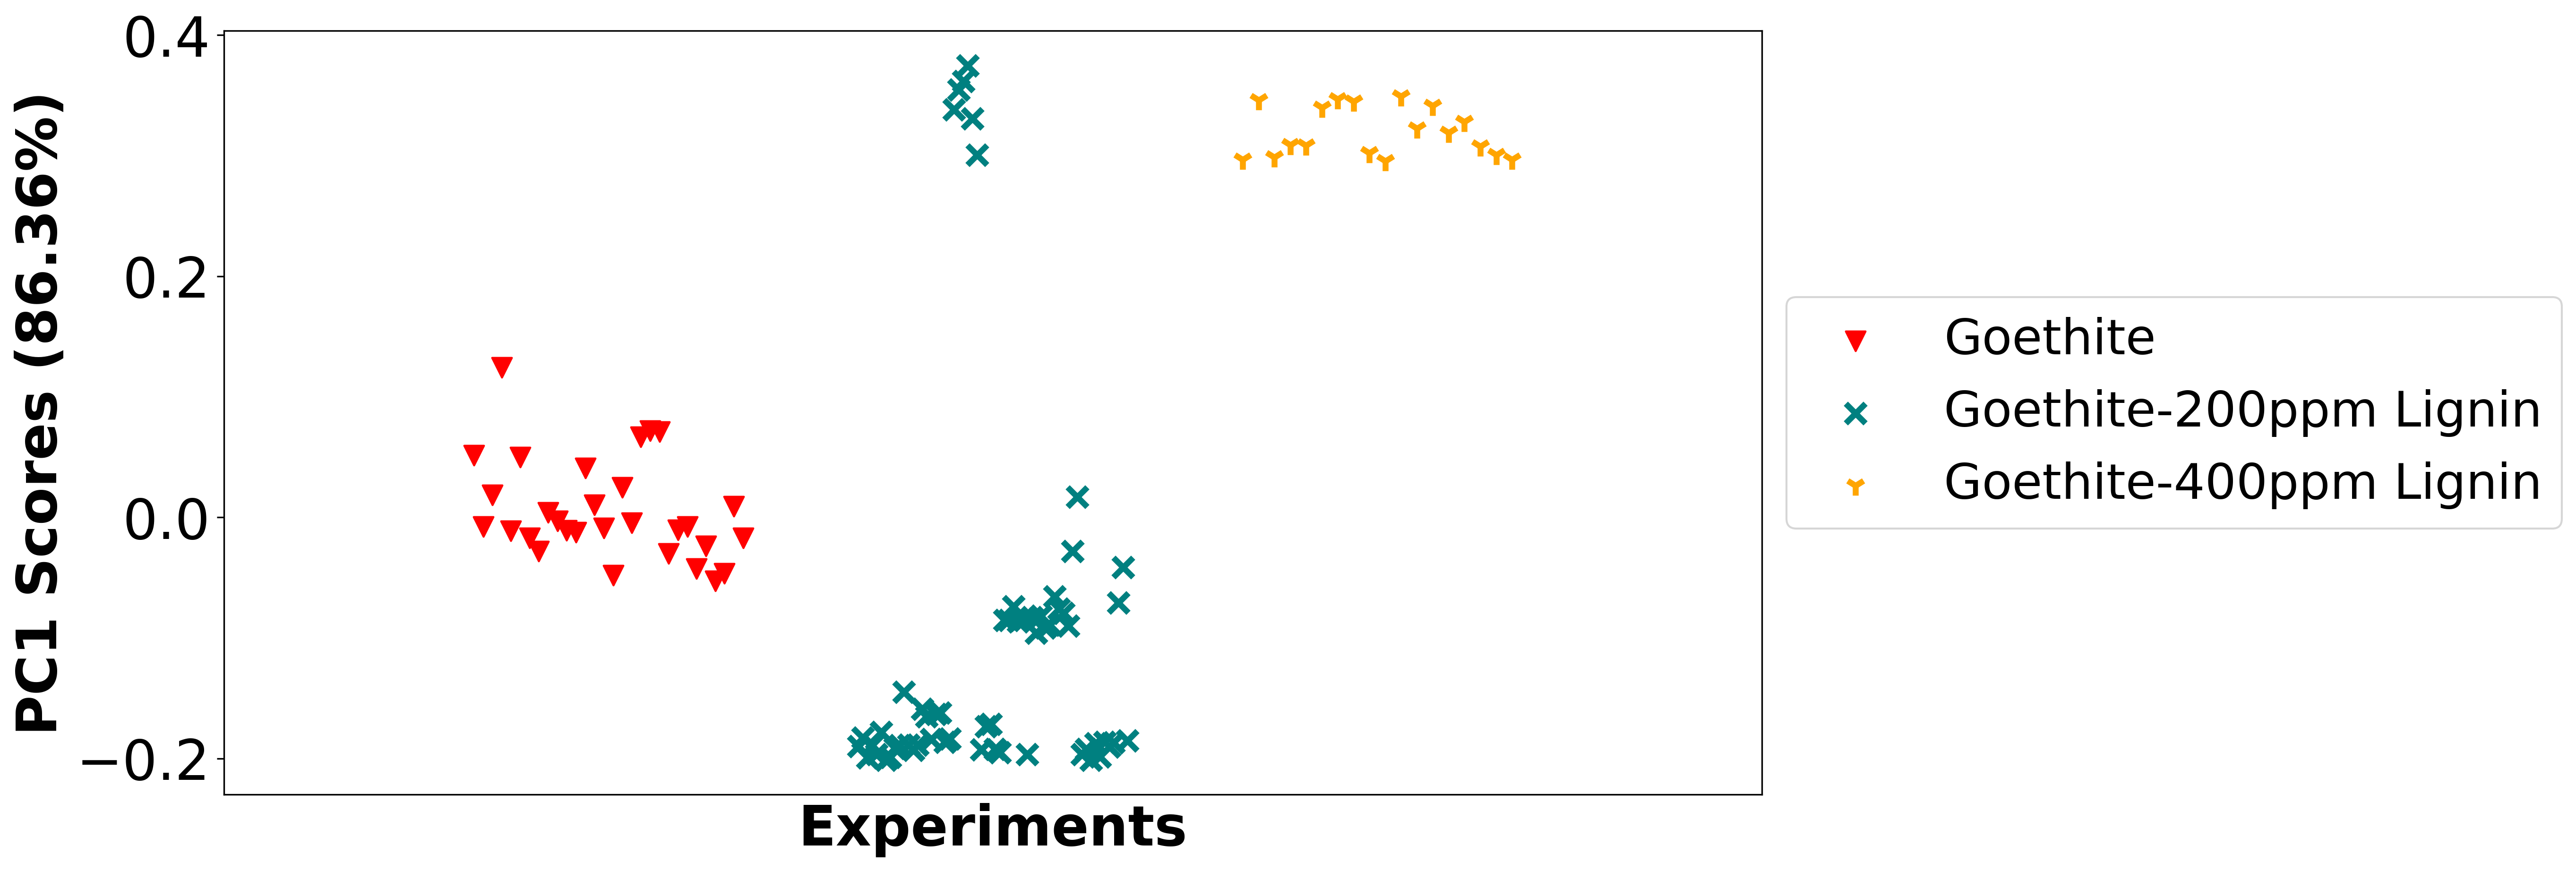 PC1 Scores (86.36%)
0.4
0.2
0.0
−0.2
Experiments
Goethite
Goethite-200ppm Lignin
Goethite-400ppm Lignin